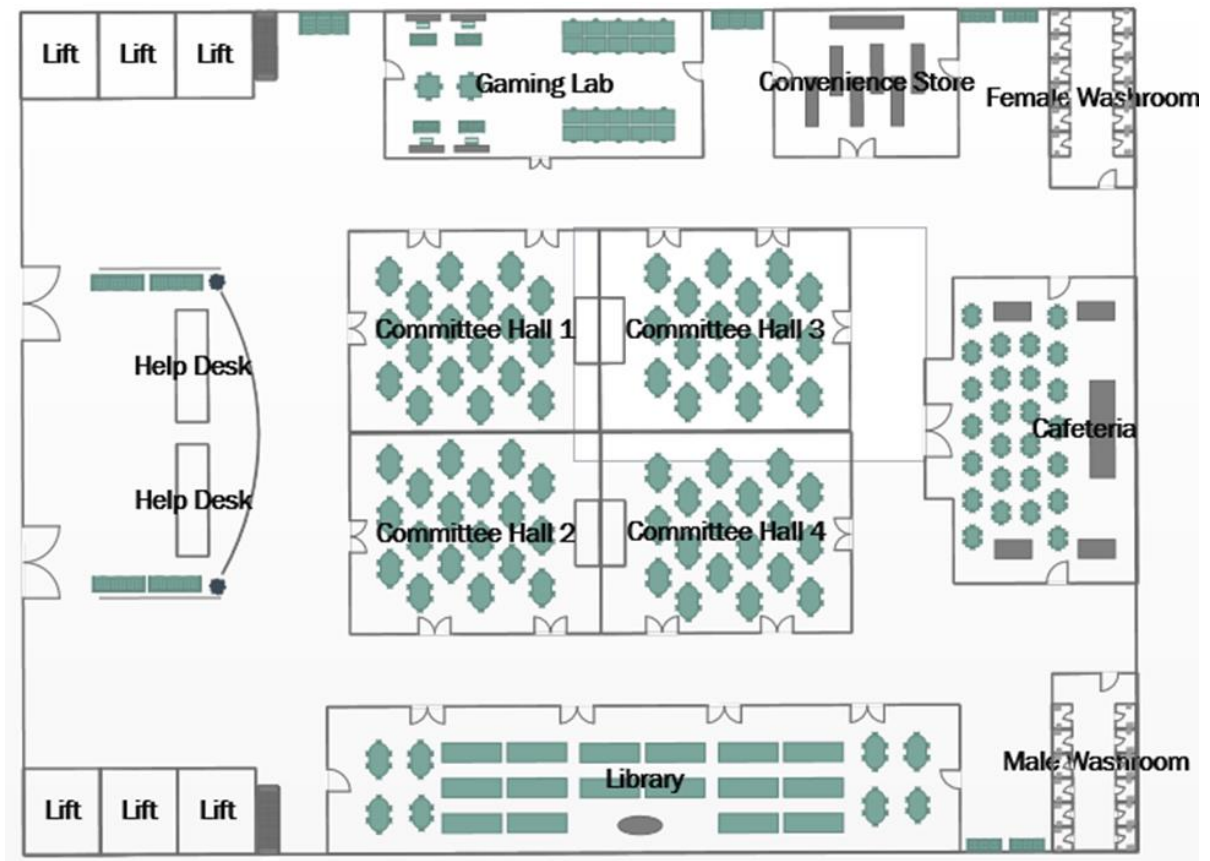 Lift
Lift
Lift
Gaming Lab
Convenience Store
Female Washroom
Committee Hall 1
Committee Hall 3
Help Desk
Cafeteria
Help Desk
Committee Hall 2
Committee Hall 4
Library
Male Washroom
Lift
Lift
Lift